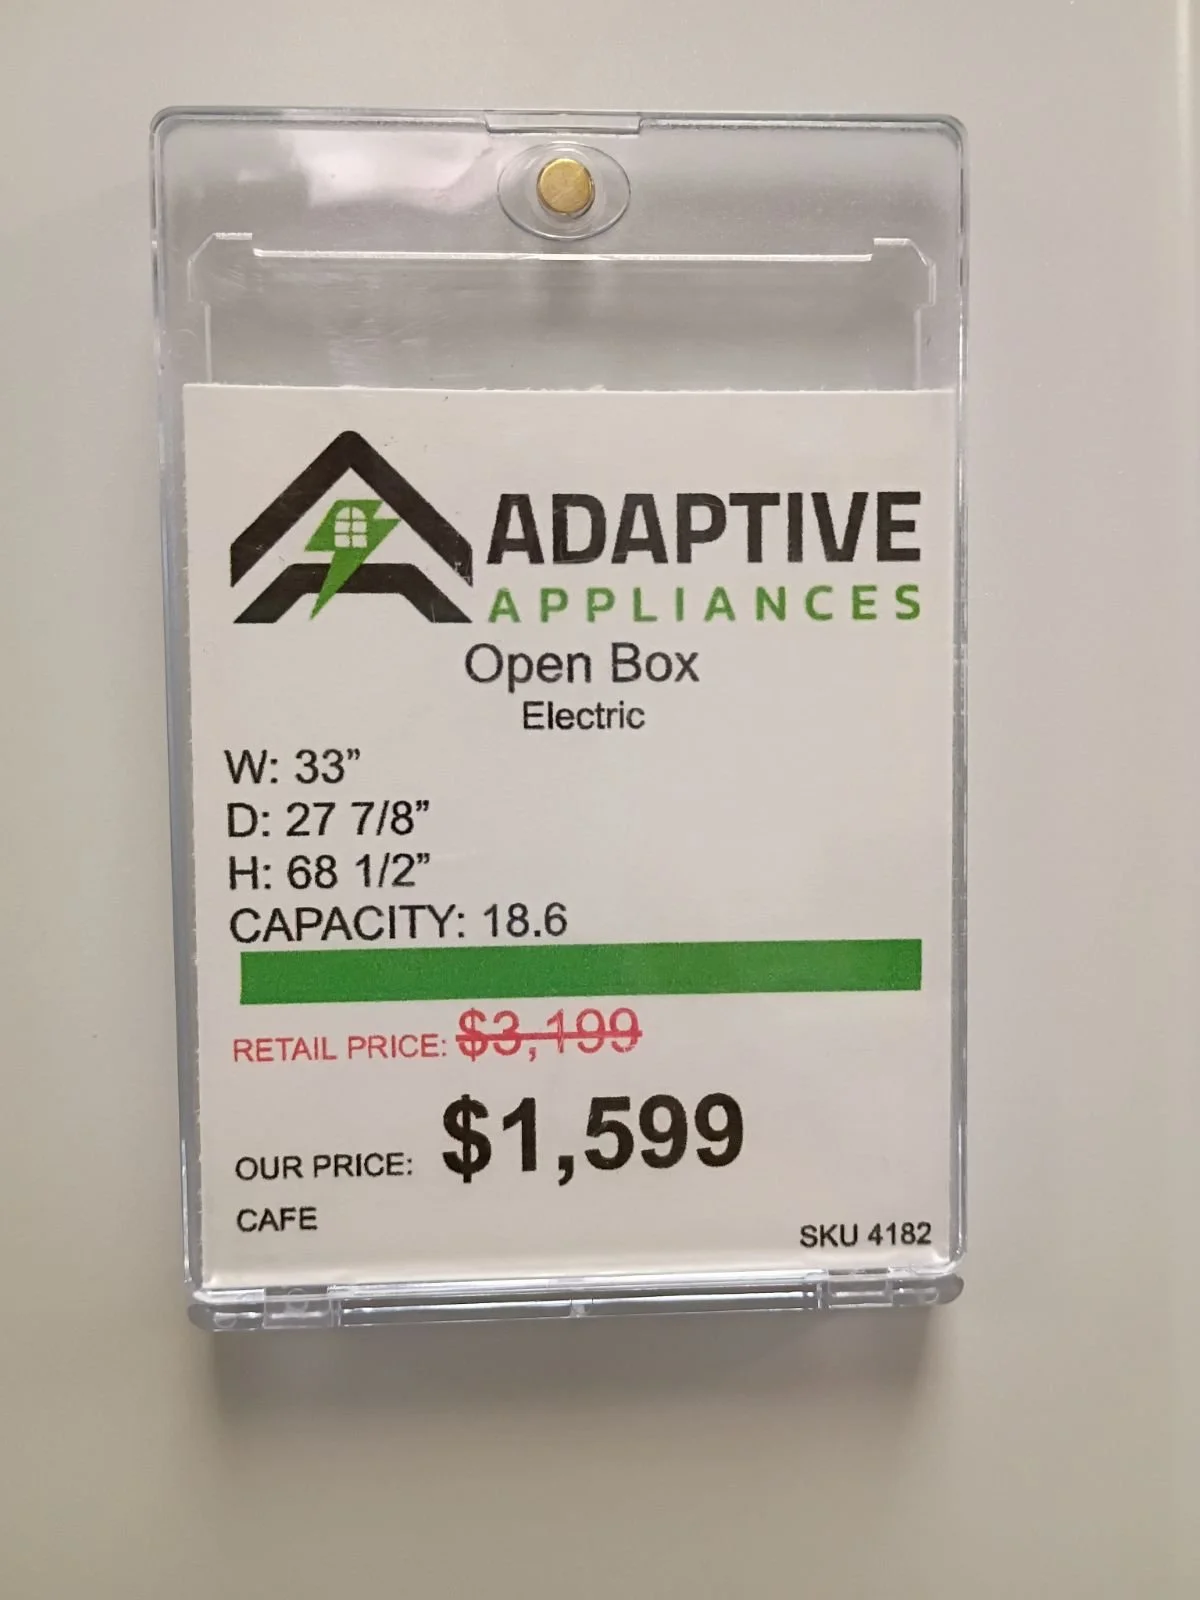 ADAPTIVE
APPLIANCES
Open Box
Electric
W: 33”
D: 27 7/8”
H: 68 1/2”
CAPACITY: 18.6
RETAIL PRICE: $3,199
OUR PRICE: $1,599
CAFE
SKU 4182